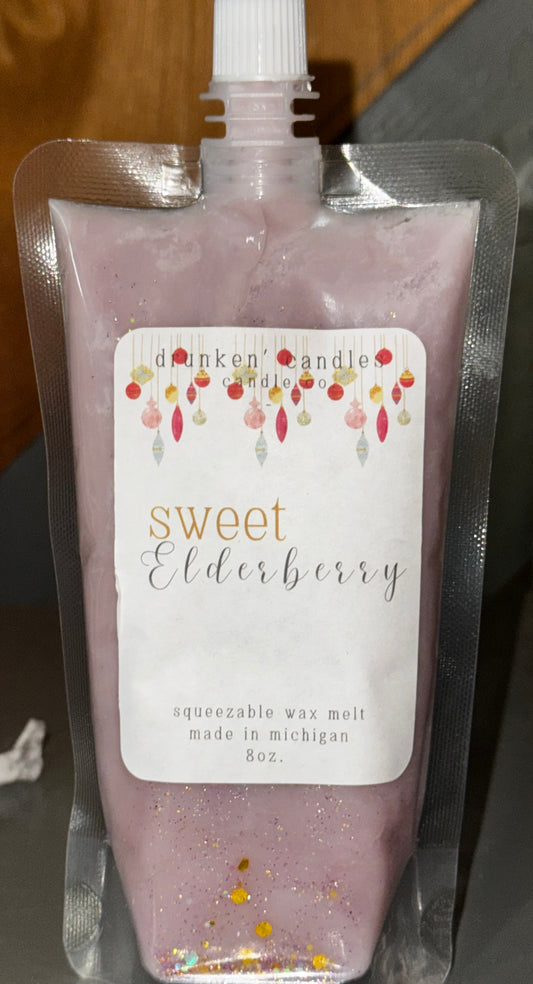 drunken' candles
candle co
-
sweet
Elderberry
squeezable wax melt
made in michigan
8oz.